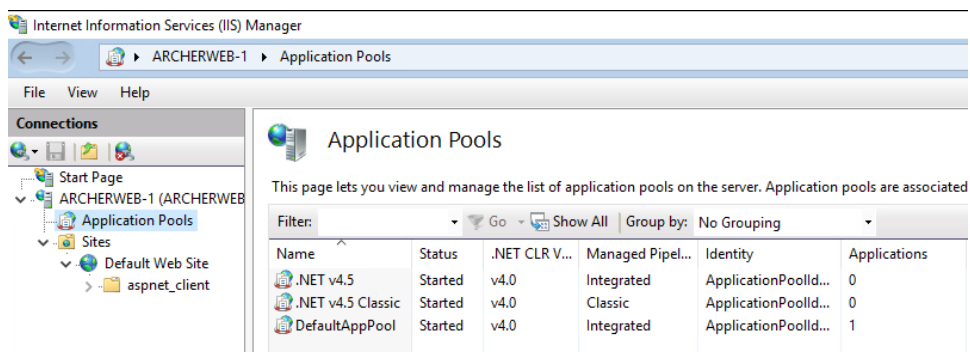 Internet Information Services (IIS) Manager
ARCHERWEB-1 Application Pools
File View Help
Connections
Start Page
ARCHERWEB-1 (ARCHERWEB
Application Pools
Sites
Default Web Site
aspnet_client
Application Pools
This page lets you view and manage the list of application pools on the server. Application pools are associated
Filter: Go Show All Group by: No Grouping
Name Status .NET CLR V... Managed Pipel... Identity Applications
.NET v4.5 Started v4.0 Integrated ApplicationPoolId... 0
.NET v4.5 Classic Started v4.0 Classic ApplicationPoolId... 0
DefaultAppPool Started v4.0 Integrated ApplicationPoolId... 1